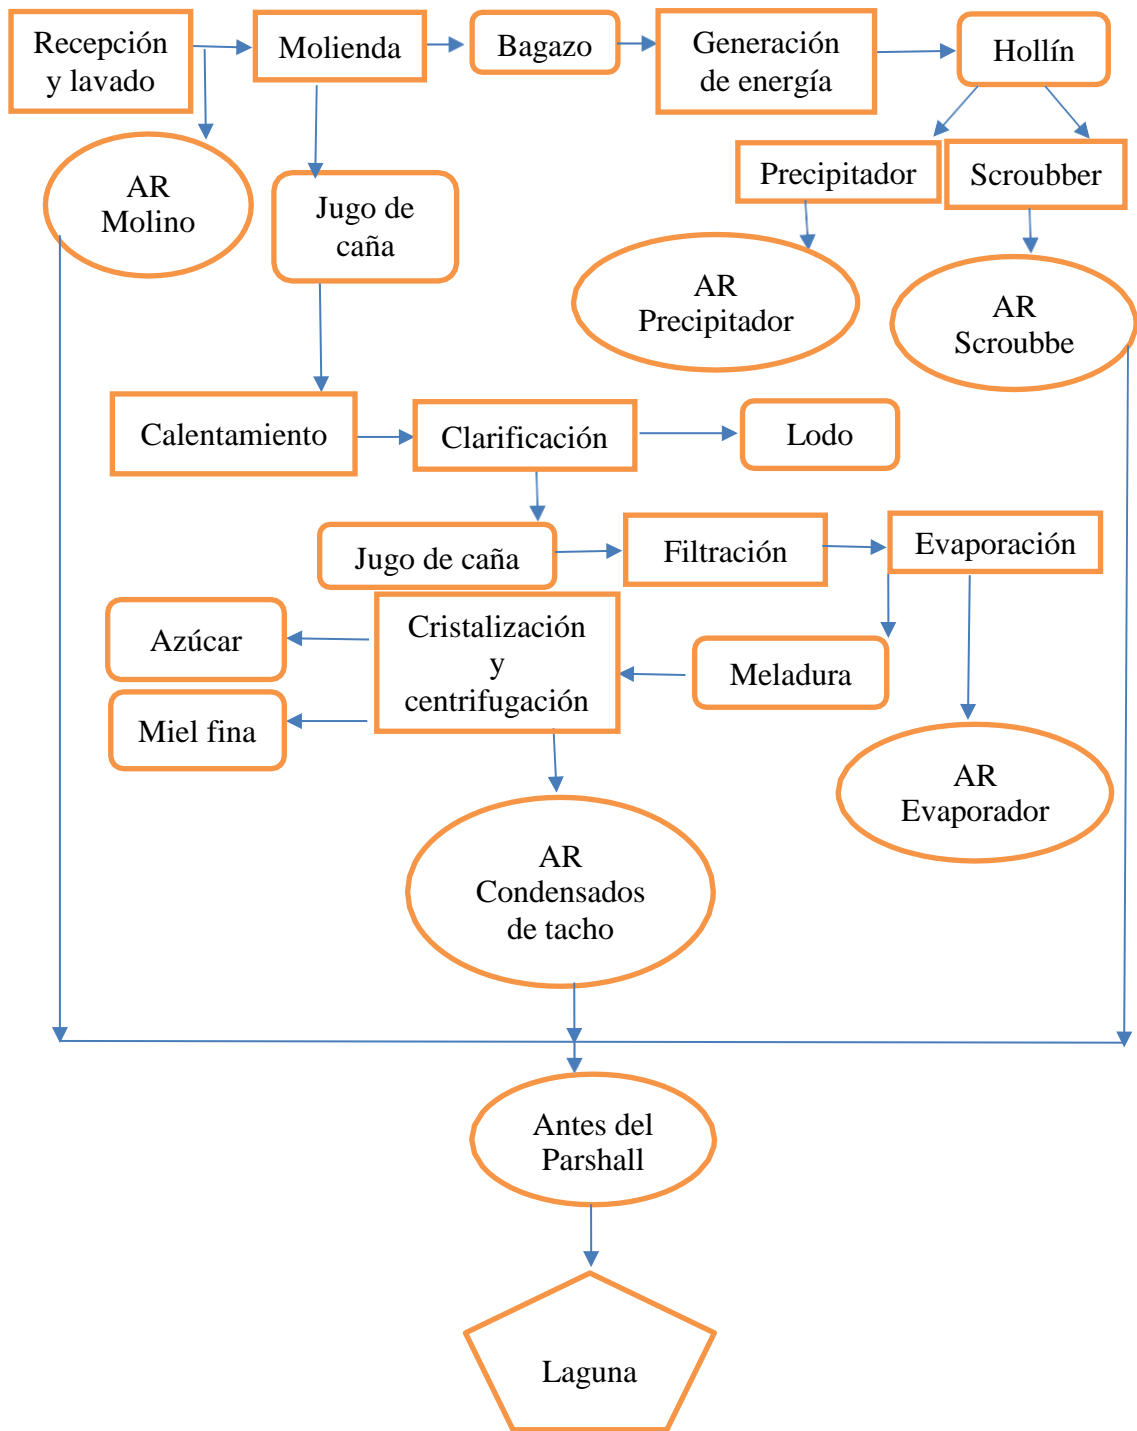 Recepción
y lavado
Molienda
Bagazo
Generación
de energía
Hollín
AR
Molino
Jugo de
caña
Precipitador
Scroubber
AR
Precipitador
AR
Scroubbe
Calentamiento
Clarificación
Lodo
Jugo de caña
Filtración
Evaporación
Azúcar
Cristalización
y
centrifugación
Meladura
Miel fina
AR
Evaporador
AR
Condensados
de tacho
Antes del
Parshall
Laguna